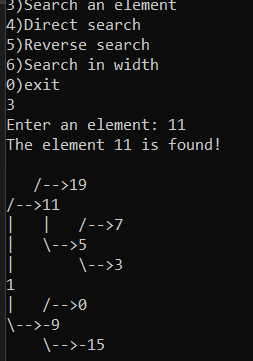 3)Search an element
4)Direct search
5)Reverse search
6)Search in width
0)exit
3
Enter an element: 11
The element 11 is found!

   /-->19
/-->11
|   |   /-->7
|   \-->5
|       \-->3
1
|   /-->0
\-->-9
    \-->-15